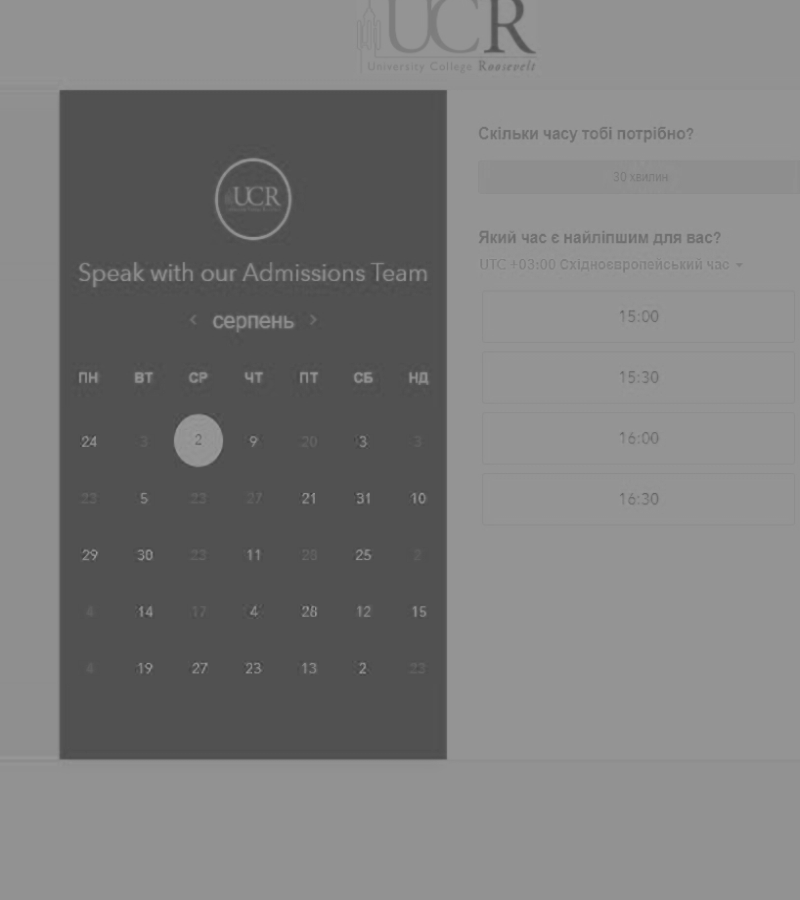 UCR
University College Roosevelt
UCR
Speak with our Admissions Team
< серпень >
ПН ВТ СР ЧТ ПТ СБ НД
24 3 2 9 20 3 3
23 5 23 27 21 31 10
29 30 23 11 28 25 2
4 14 17 4 28 12 15
4 19 27 23 13 2 23
Скільки часу тобі потрібно?
30 хвилин
Який час є найліпшим для вас?
UTC +03:00 Східноєвропейський час
15:00
15:30
16:00
16:30